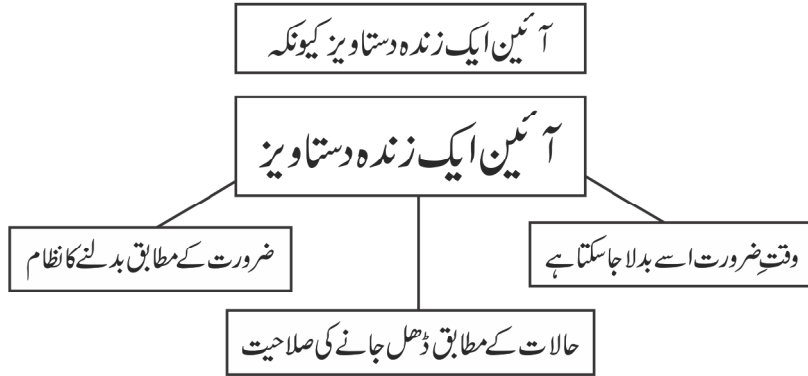 آئین ایک زندہ دستاویز کیونکہ
آئین ایک زندہ دستاویز
وقتِ ضرورت اسے بدلا جاسکتا ہے
ضرورت کے مطابق بدلنے کا نظام
حالات کے مطابق ڈھل جانے کی صلاحیت